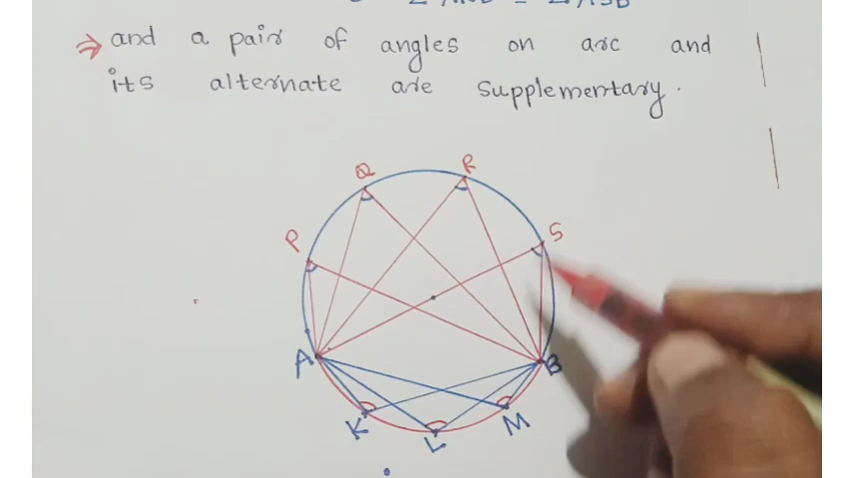 and a pair of angles on arc and
its alternate are supplementary.
Q
R
P
S
A
B
K
M
L